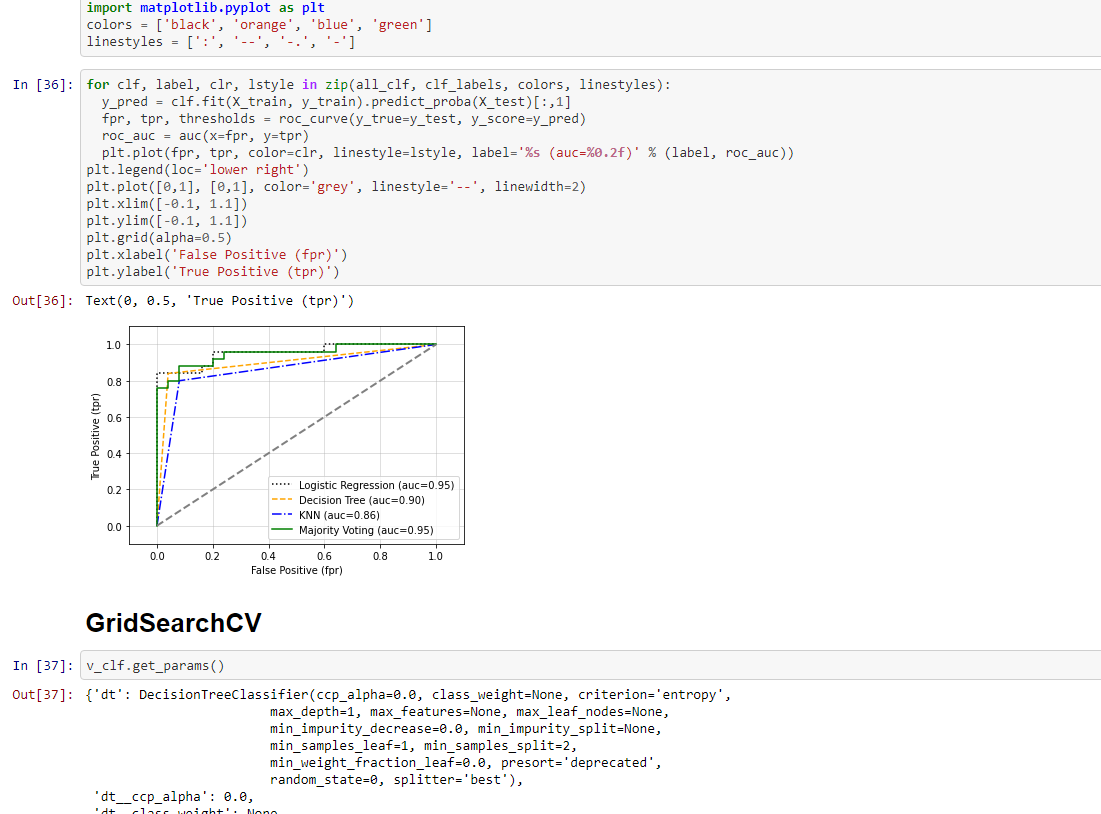 import matplotlib.pyplot as plt
colors = ['black', 'orange', 'blue', 'green']
linestyles = [':', '--', '-.', '-']
In [36]: for clf, label, clr, lstyle in zip(all_clf, clf_labels, colors, linestyles):
  y_pred = clf.fit(X_train, y_train).predict_proba(X_test)[:,1]
  fpr, tpr, thresholds = roc_curve(y_true=y_test, y_score=y_pred)
  roc_auc = auc(x=fpr, y=tpr)
  plt.plot(fpr, tpr, color=clr, linestyle=lstyle, label='%s (auc=%0.2f)' % (label, roc_auc))
plt.legend(loc='lower right')
plt.plot([0,1], [0,1], color='grey', linestyle='--', linewidth=2)
plt.xlim([-0.1, 1.1])
plt.ylim([-0.1, 1.1])
plt.grid(alpha=0.5)
plt.xlabel('False Positive (fpr)')
plt.ylabel('True Positive (tpr)')
Out[36]: Text(0, 0.5, 'True Positive (tpr)')
1.0
0.8
0.6
0.4
0.2
0.0
True Positive (tpr)
Logistic Regression (auc=0.95)
Decision Tree (auc=0.90)
KNN (auc=0.86)
Majority Voting (auc=0.95)
0.0 0.2 0.4 0.6 0.8 1.0
False Positive (fpr)
GridSearchCV
In [37]: v_clf.get_params()
Out[37]: {'dt': DecisionTreeClassifier(ccp_alpha=0.0, class_weight=None, criterion='entropy',
max_depth=1, max_features=None, max_leaf_nodes=None,
min_impurity_decrease=0.0, min_impurity_split=None,
min_samples_leaf=1, min_samples_split=2,
min_weight_fraction_leaf=0.0, presort='deprecated',
random_state=0, splitter='best'),
'dt__ccp_alpha': 0.0,
'dt__class_weight': None